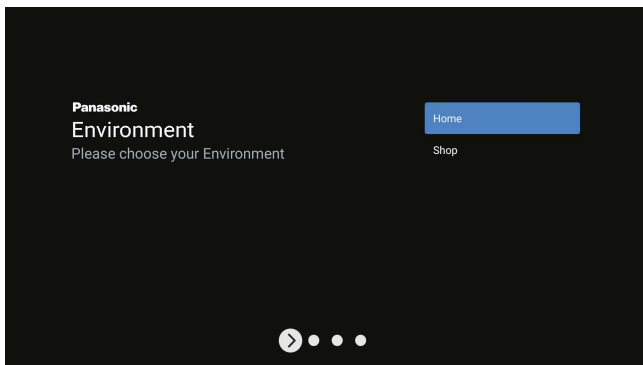 Panasonic
Environment
Please choose your Environment
Home
Shop